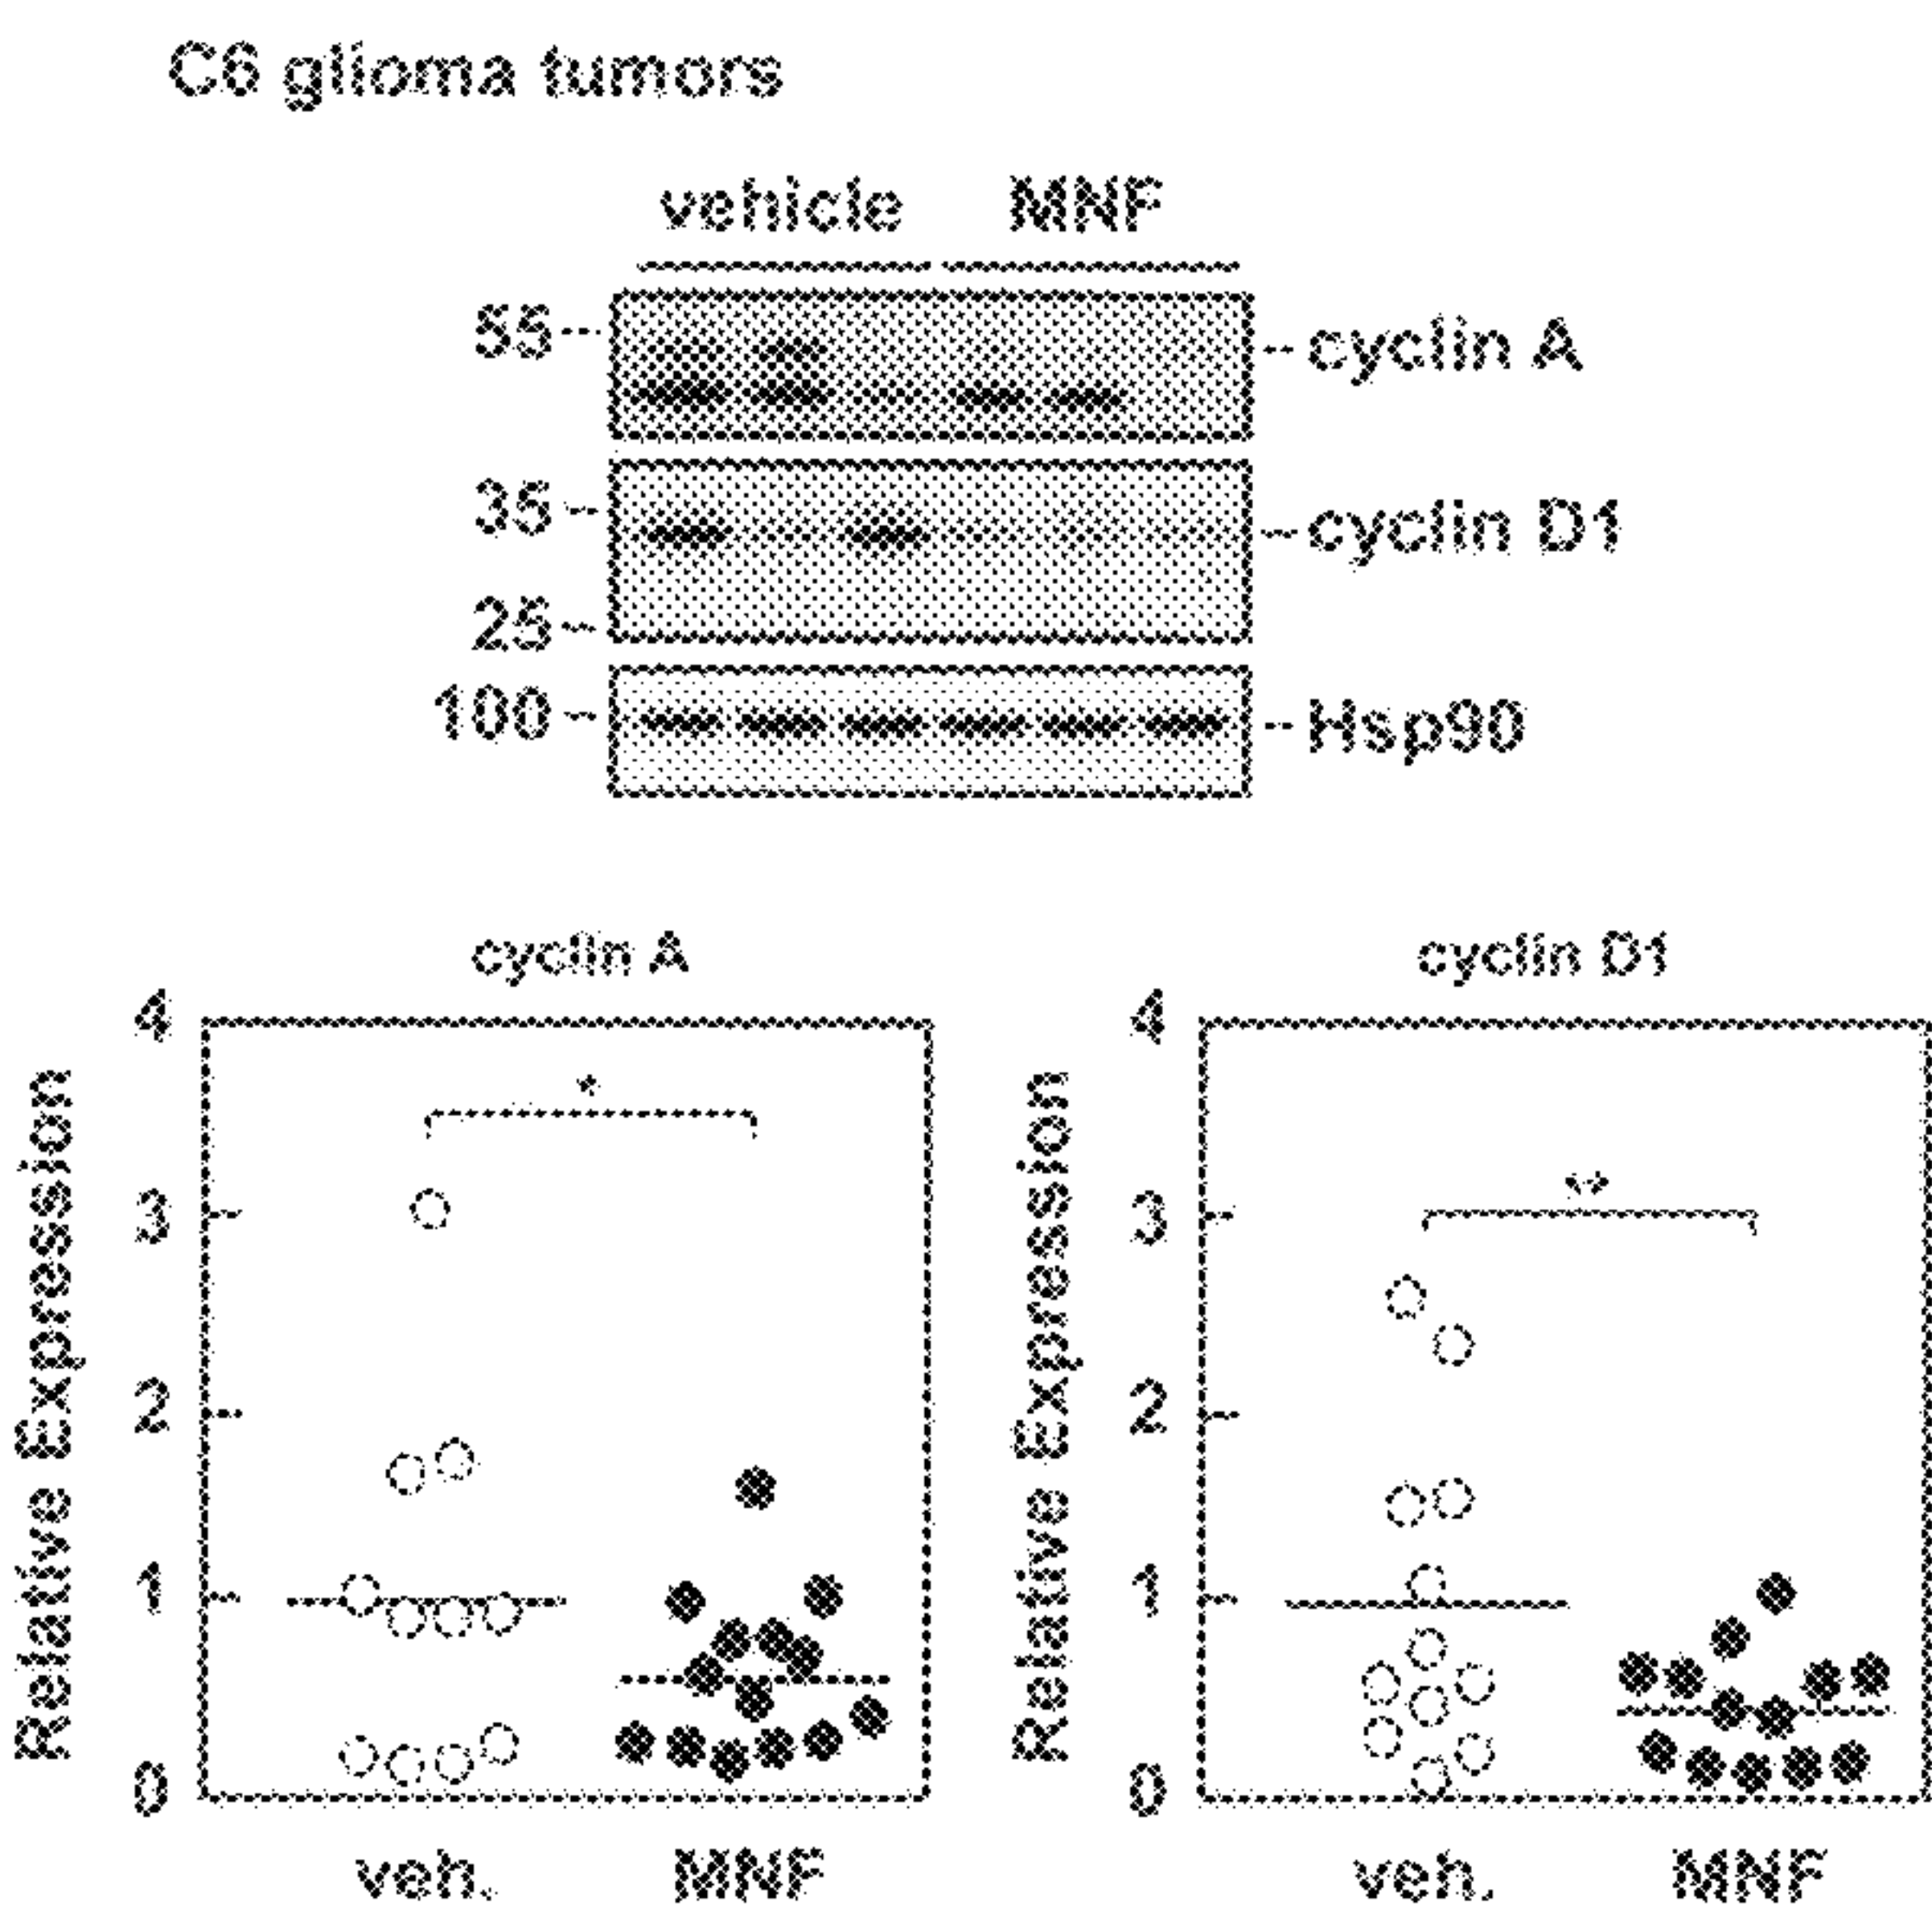 C6 glioma tumors
vehicle MNF
55 cyclin A
35 cyclin D1
25
100 Hsp90
cyclin A
4
3
2
1
0
Relative Expression
*
veh. MNF
cyclin D1
4
3
2
1
0
Relative Expression
**
veh. MNF